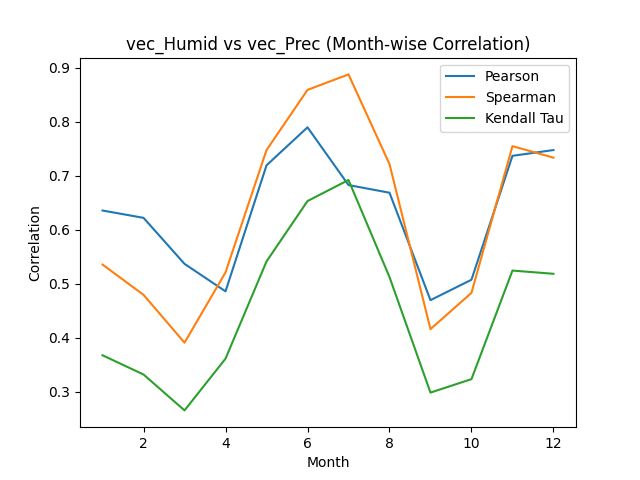 vec_Humid vs vec_Prec (Month-wise Correlation)
Pearson
Spearman
Kendall Tau
Correlation
0.9
0.8
0.7
0.6
0.5
0.4
0.3
2 4 6 8 10 12
Month